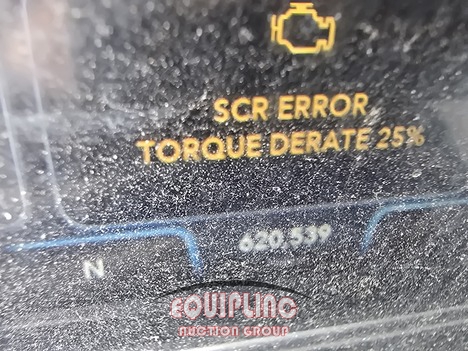 SCR ERROR
TORQUE DERATE 25%
620,539
N
EQUIPLINC
AUCTION GROUP